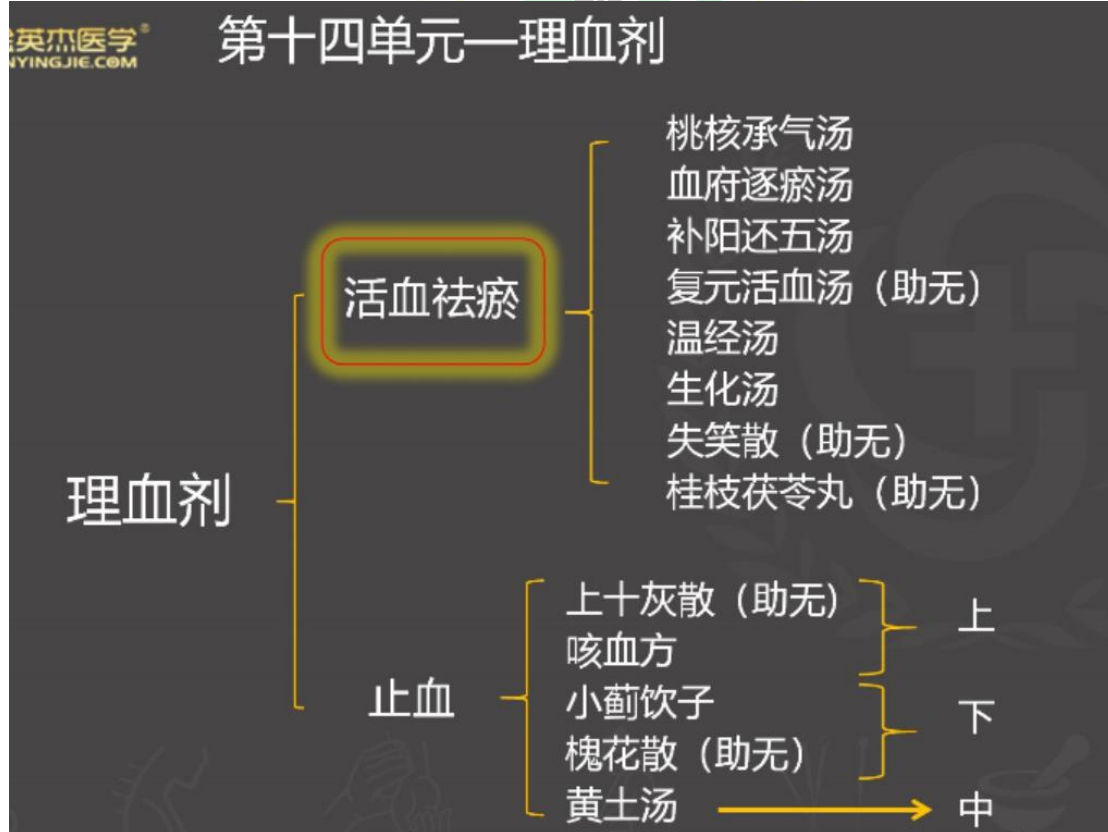 英杰医学®
NYINGJIE.COM
第十四单元—理血剂
理血剂
活血祛瘀
桃核承气汤
血府逐瘀汤
补阳还五汤
复元活血汤（助无）
温经汤
生化汤
失笑散（助无）
桂枝茯苓丸（助无）
止血
上十灰散（助无）
咳血方
上
小蓟饮子
槐花散（助无）
下
黄土汤
中